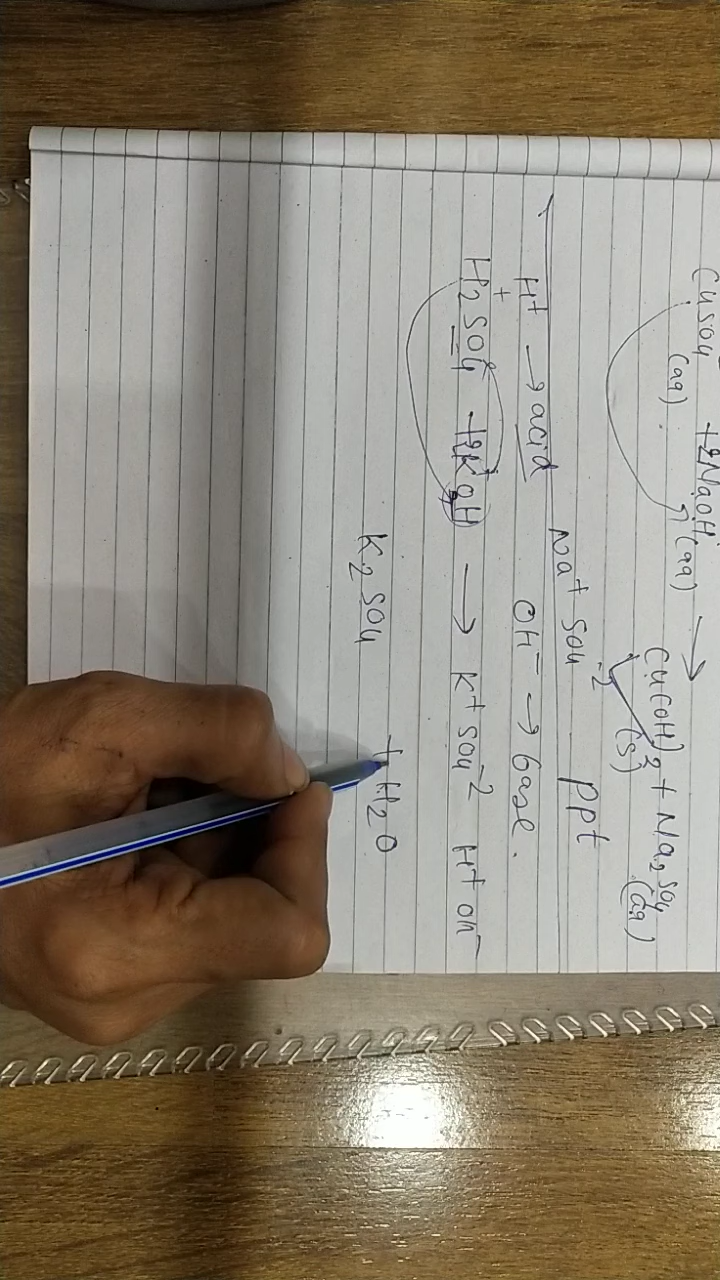 CuSO4 (aq) + 2NaOH (aq) → Cu(OH)2 (s) + Na2SO4 (aq)
Na+ SO4-2 ppt
H+ → acid OH- → base.
H2SO4 + 2KOH → K+ SO4-2 H+ OH-
K2SO4 + H2O